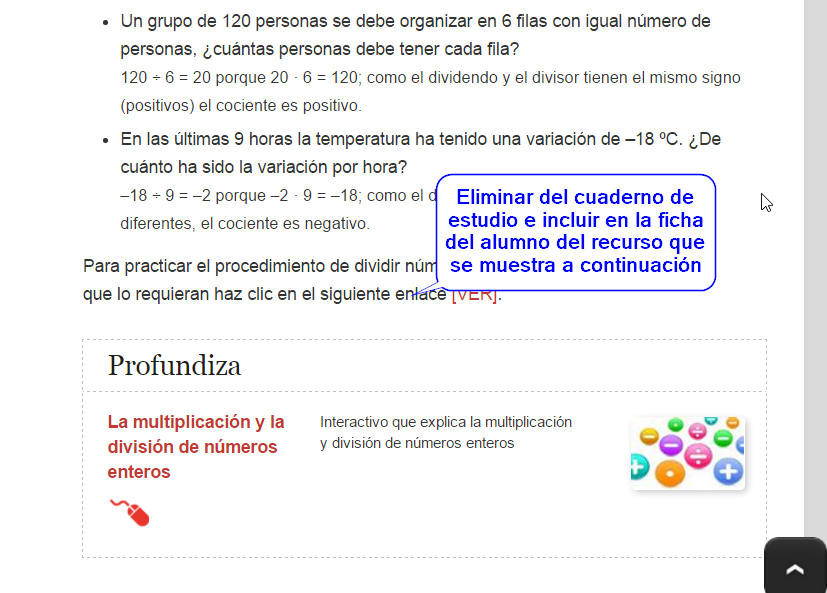 • Un grupo de 120 personas se debe organizar en 6 filas con igual número de
personas, ¿cuántas personas debe tener cada fila?
120 ÷ 6 = 20 porque 20 · 6 = 120; como el dividendo y el divisor tienen el mismo signo
(positivos) el cociente es positivo.
• En las últimas 9 horas la temperatura ha tenido una variación de –18 ºC. ¿De
cuánto ha sido la variación por hora?
–18 ÷ 9 = –2 porque –2 · 9 = –18; como el
diferentes, el cociente es negativo.
Eliminar del cuaderno de
estudio e incluir en la ficha
del alumno del recurso que
se muestra a continuación
Para practicar el procedimiento de dividir
que lo requieran haz clic en el siguiente enlace [VER].
Profundiza
La multiplicación y la
división de números
enteros
Interactivo que explica la multiplicación
y división de números enteros